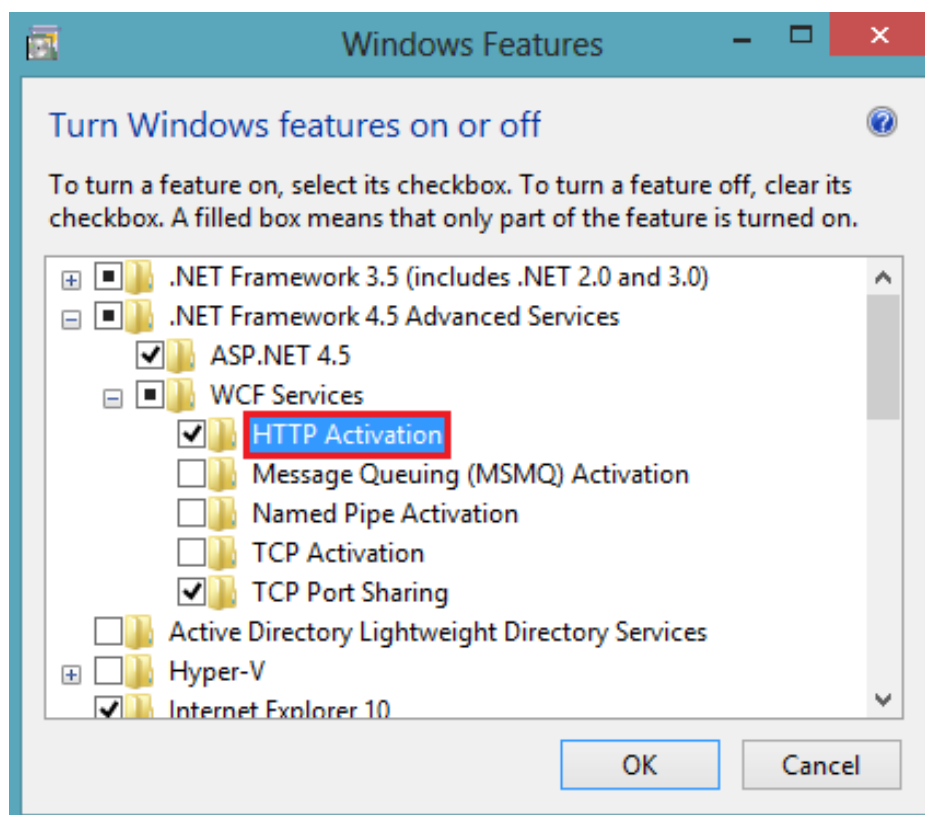 Windows Features
Turn Windows features on or off
To turn a feature on, select its checkbox. To turn a feature off, clear its
checkbox. A filled box means that only part of the feature is turned on.
.NET Framework 3.5 (includes .NET 2.0 and 3.0)
.NET Framework 4.5 Advanced Services
ASP.NET 4.5
WCF Services
HTTP Activation
Message Queuing (MSMQ) Activation
Named Pipe Activation
TCP Activation
TCP Port Sharing
Active Directory Lightweight Directory Services
Hyper-V
Internet Explorer 10
OK
Cancel